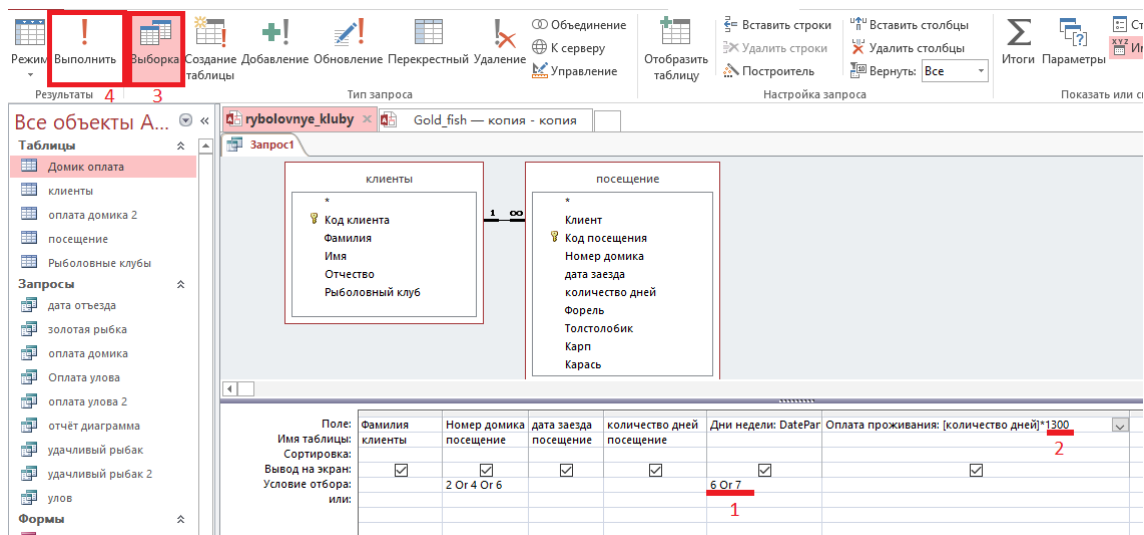 Режим Выполнить Выборка Создание таблицы Добавление Обновление Перекрестный Удаление
Объединение
К серверу
Управление
Отобразить таблицу
Вставить строки
Удалить строки
Построитель
Вставить столбцы
Удалить столбцы
Вернуть: Все
Итоги Параметры
Результаты 4 3 Тип запроса Настройка запроса Показать или
Все объекты A...
rybolovnye_kluby Gold_fish — копия - копия
Запрос1
Таблицы
Домик оплата
клиенты
оплата домика 2
посещение
Рыболовные клубы
Запросы
дата отъезда
золотая рыбка
оплата домика
Оплата улова
оплата улова 2
отчёт диаграмма
удачливый рыбак
удачливый рыбак 2
улов
Формы
клиенты
*
Код клиента
Фамилия
Имя
Отчество
Рыболовный клуб
1 ∞
посещение
*
Клиент
Код посещения
Номер домика
дата заезда
количество дней
Форель
Толстолобик
Карп
Карась
Поле: Фамилия Номер домика дата заезда количество дней Дни недели: DatePar Оплата проживания: [количество дней]*1300
Имя таблицы: клиенты посещение посещение посещение
Сортировка: 2
Вывод на экран:
Условие отбора: 2 Or 4 Or 6 6 Or 7
или: 1